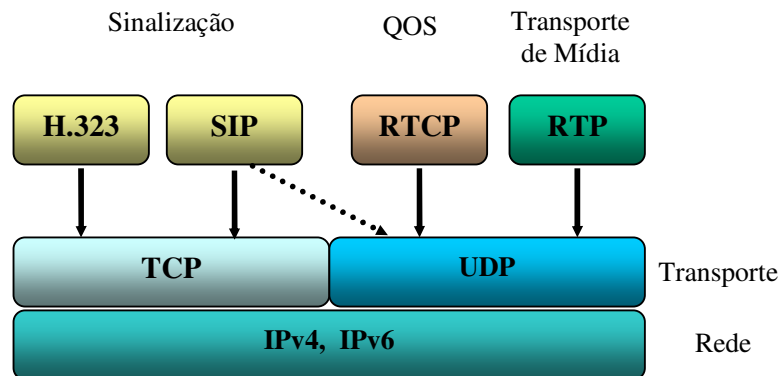 Sinalização
QOS
Transporte
de Mídia
H.323
SIP
RTCP
RTP
TCP
UDP
Transporte
IPv4, IPv6
Rede